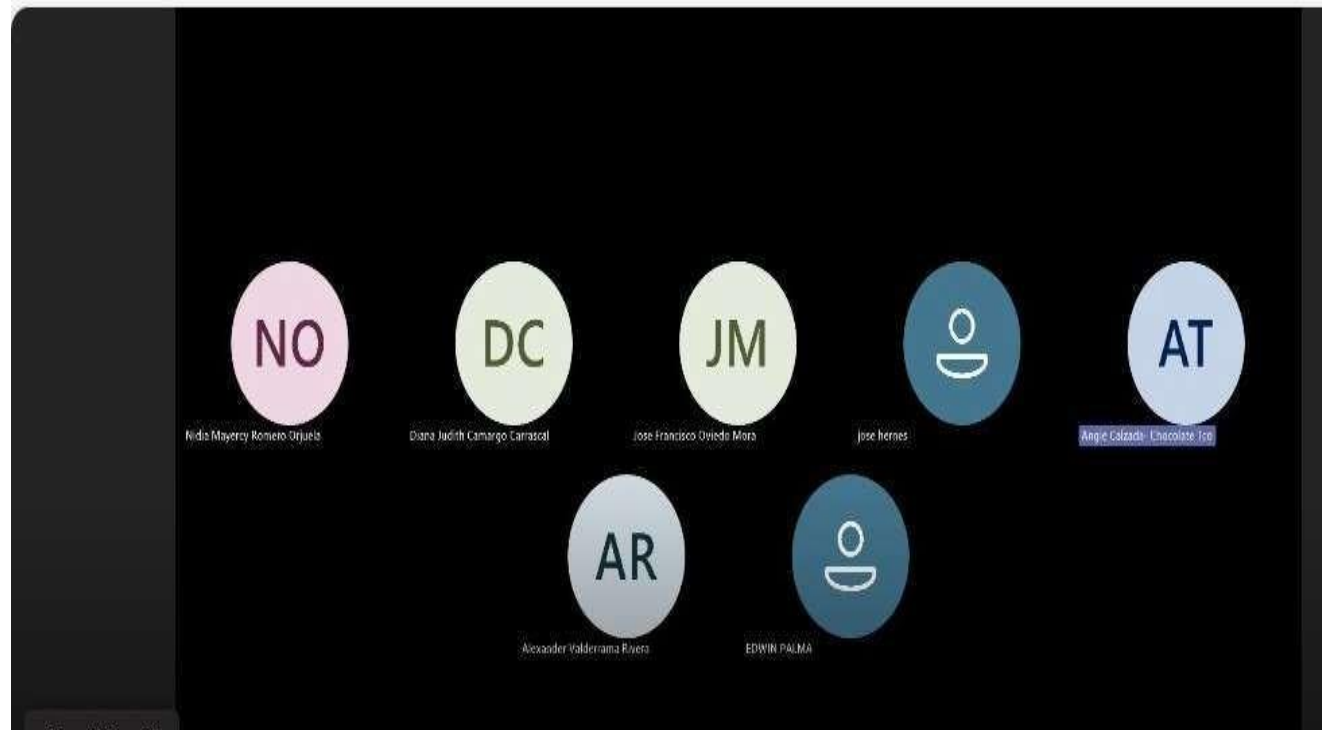 NO
DC
JM
AT
Nidia Mayercy Romero Orjuela
Diana Judith Camargo Carrascal
Jose Francisco Oviedo Mora
jose hernes
Angie Calzada- Chocolate Tco
AR
Alexander Valderrama Rivera
EDWIN PALMA